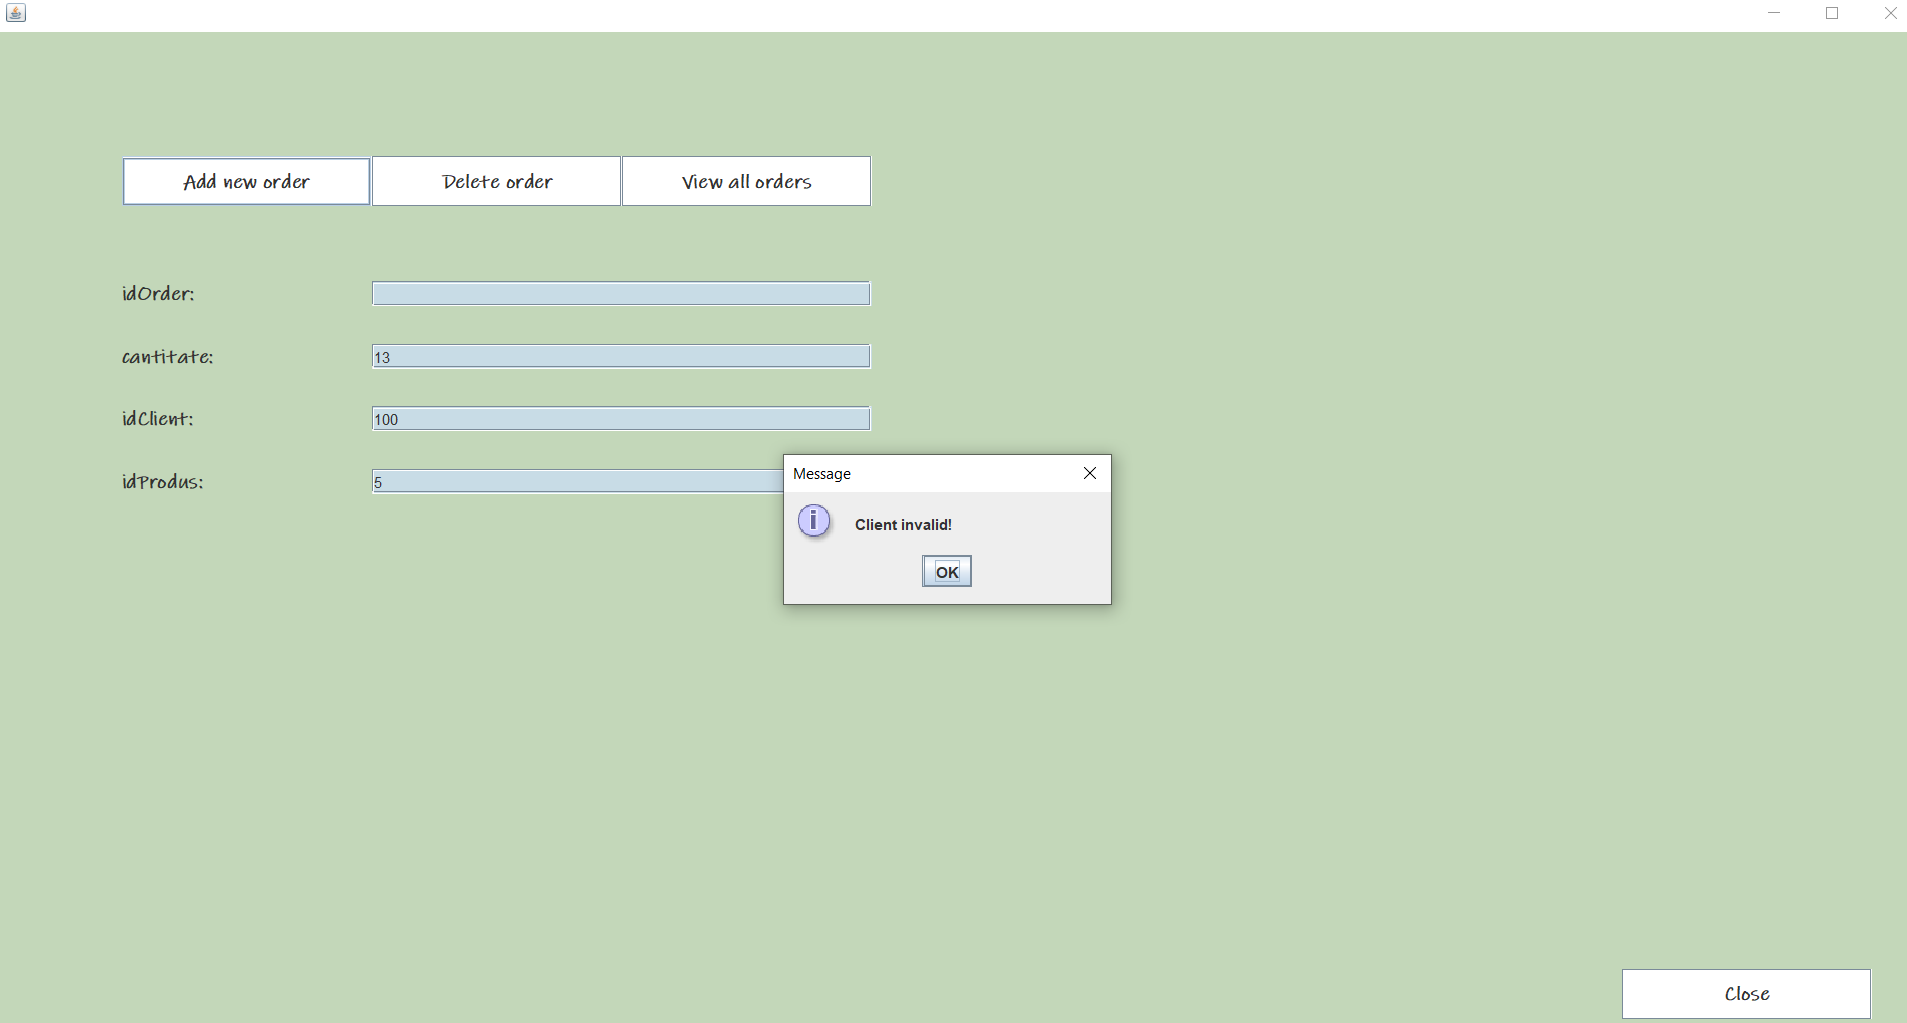 Add new order
Delete order
View all orders
idOrder:
cantitate:
13
idClient:
100
idProdus:
5
Message
Client invalid!
OK
Close